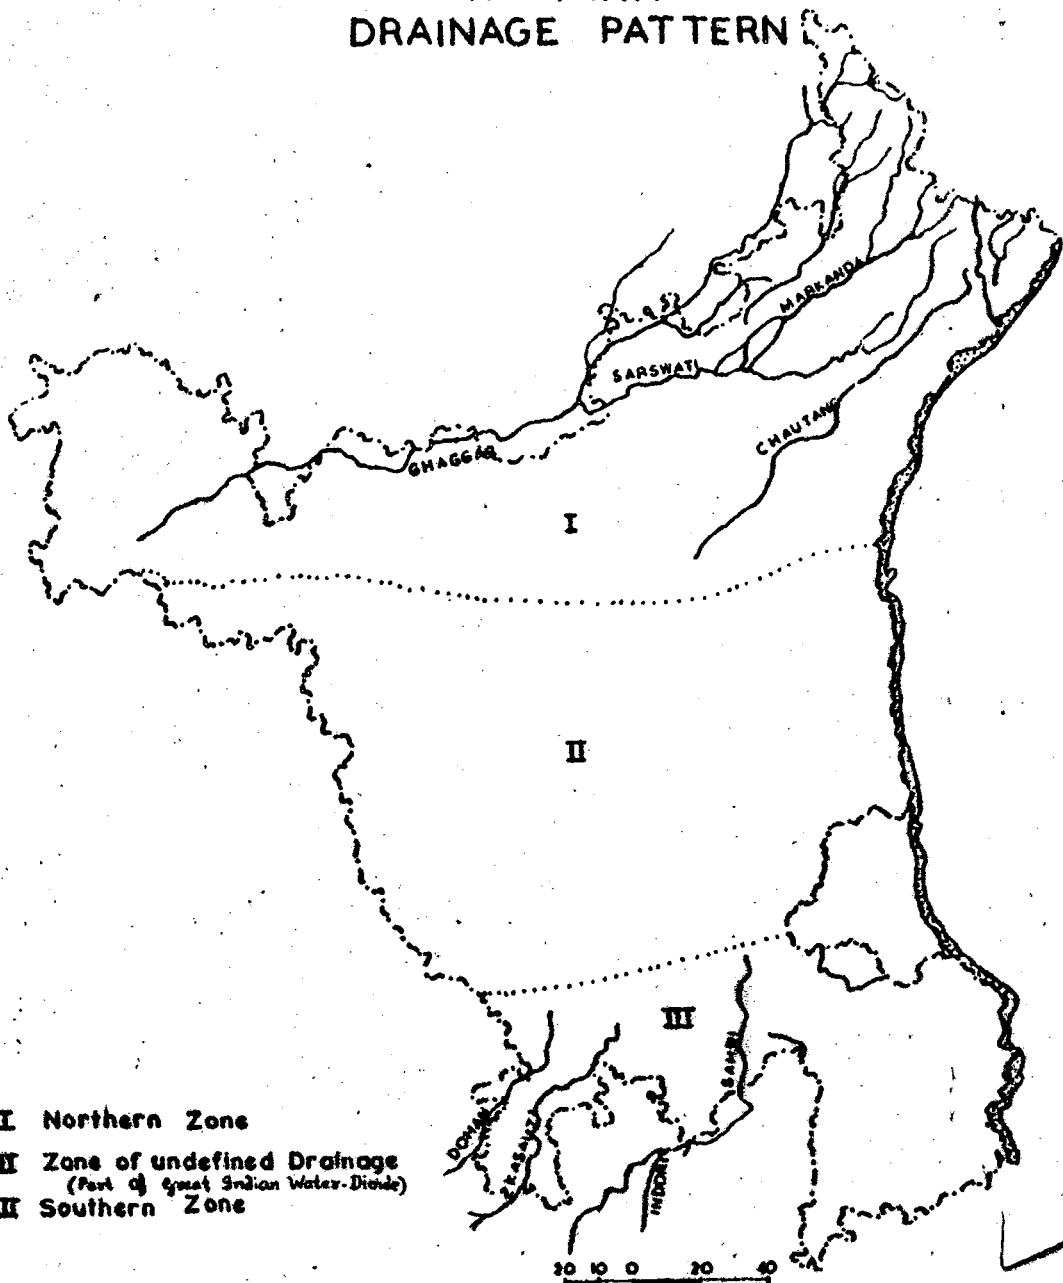 DRAINAGE PATTERN
MARKANDA
SARSWATI
CHAUTANG
GHAGGAR
I
II
III
SAHBI
DOHAN
KASAUTI
INDORI
I Northern Zone
II Zone of undefined Drainage
(Part of great Indian Water-Divide)
II Southern Zone
20 10 0 20 40